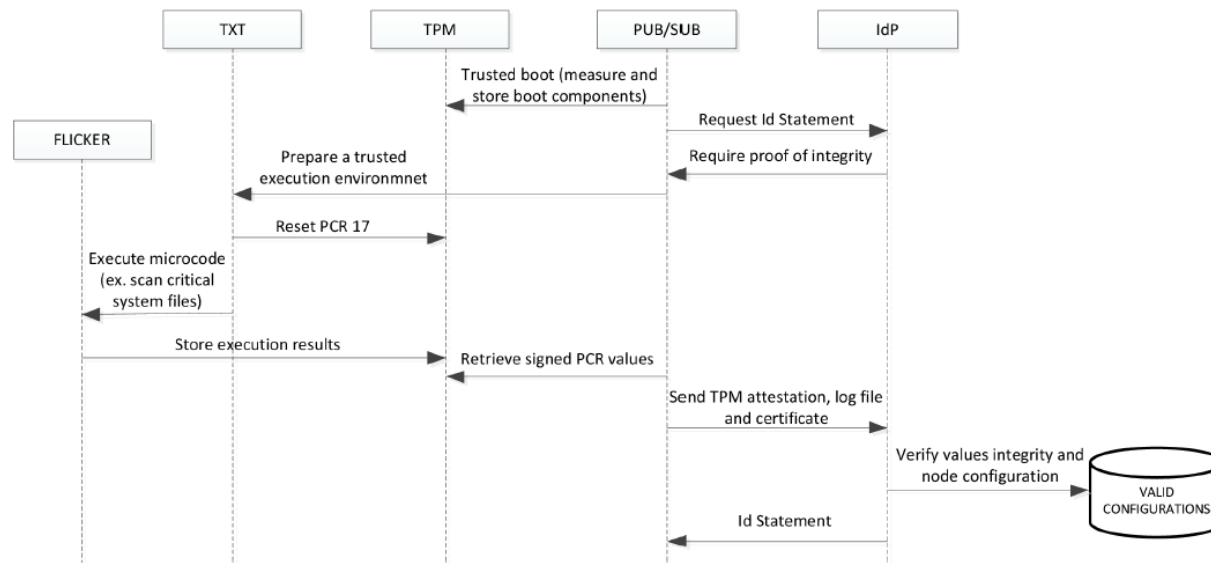 TXT
TPM
PUB/SUB
IdP
Trusted boot (measure and
store boot components)
Request Id Statement
FLICKER
Require proof of integrity
Prepare a trusted
execution environmnet
Reset PCR 17
Execute microcode
(ex. scan critical
system files)
Store execution results
Retrieve signed PCR values
Send TPM attestation, log file
and certificate
Verify values integrity and
node configuration
VALID
CONFIGURATIONS
Id Statement